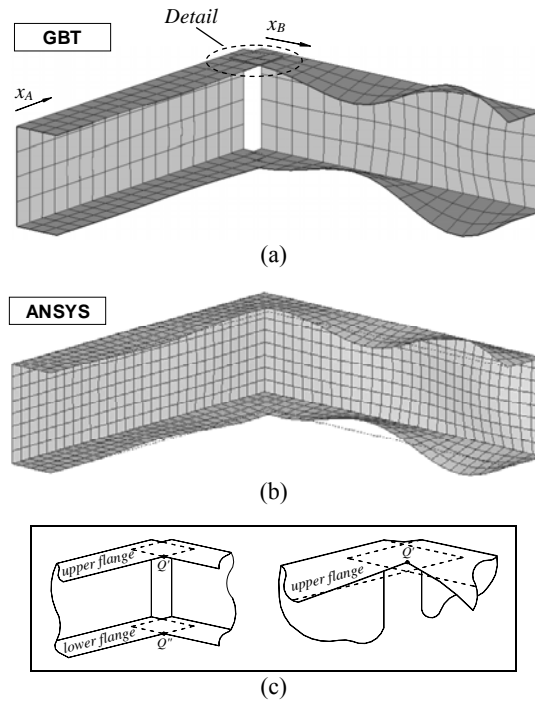 Detail
GBT
x_B
x_A
(a)
ANSYS
(b)
upper flange
Q'
lower flange
Q"
upper flange
Q
(c)